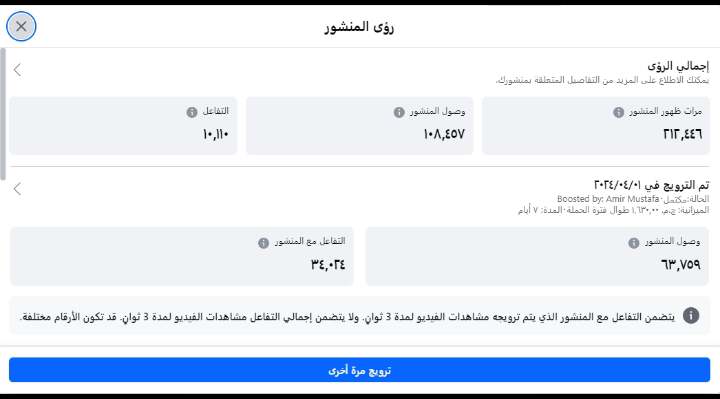 رؤى المنشور
إجمالي الرؤى
يمكنك الاطلاع على المزيد من التفاصيل المتعلقة بمنشورك.
مرات ظهور المنشور
٢١٢,٤٤٦
وصول المنشور
١٠٨,٤٥٧
التفاعل
١٠,١١٠
تم الترويج في ٢٠٢٤/٠٤/٠١
الحالة:مكتمل · Boosted by: Amir Mustafa
الميزانية: ج.م. ١,٦٣٠,٠٠ طوال فترة الحملة · المدة: ٧ أيام
وصول المنشور
٦٣,٧٥٩
التفاعل مع المنشور
٣٤,٠٢٤
يتضمن التفاعل مع المنشور الذي يتم ترويجه مشاهدات الفيديو لمدة 3 ثوانٍ. ولا يتضمن إجمالي التفاعل مشاهدات الفيديو لمدة 3 ثوانٍ. قد تكون الأرقام مختلفة.
ترويج مرة أخرى